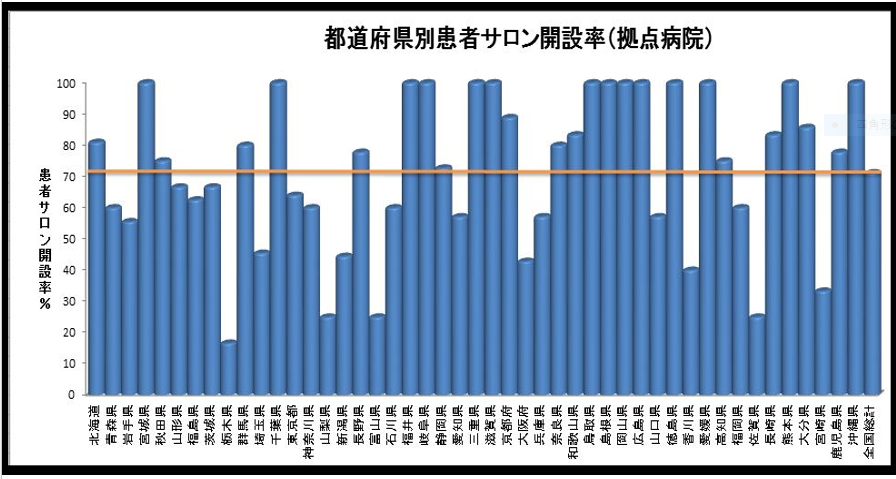 都道府県別患者サロン開設率(拠点病院)
患者サロン開設率%
100
90
80
70
60
50
40
30
20
10
0
北海道
青森県
岩手県
宮城県
秋田県
山形県
福島県
茨城県
栃木県
群馬県
埼玉県
千葉県
東京都
神奈川県
山梨県
新潟県
長野県
富山県
石川県
福井県
岐阜県
静岡県
愛知県
三重県
滋賀県
京都府
大阪府
兵庫県
奈良県
和歌山県
鳥取県
島根県
岡山県
広島県
山口県
徳島県
香川県
愛媛県
高知県
福岡県
佐賀県
長崎県
熊本県
大分県
宮崎県
鹿児島県
沖縄県
全国総計